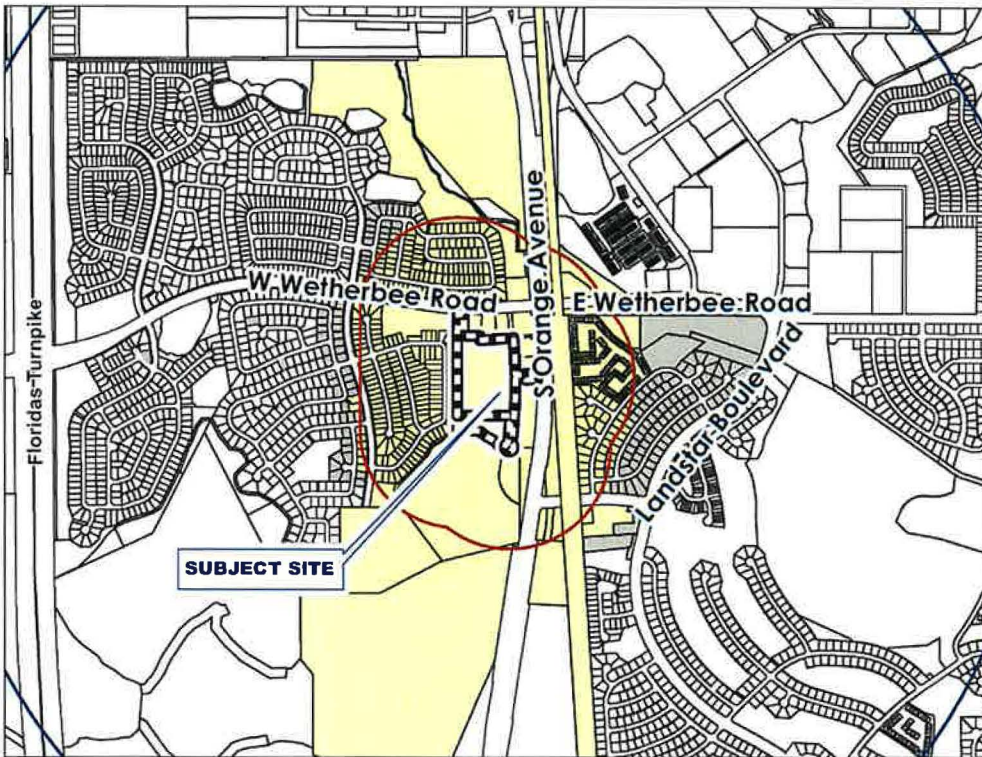 W Wetherbee Road
E Wetherbee Road
S Orange Avenue
Floridas-Turnpike
Landstar Boulevard
SUBJECT SITE